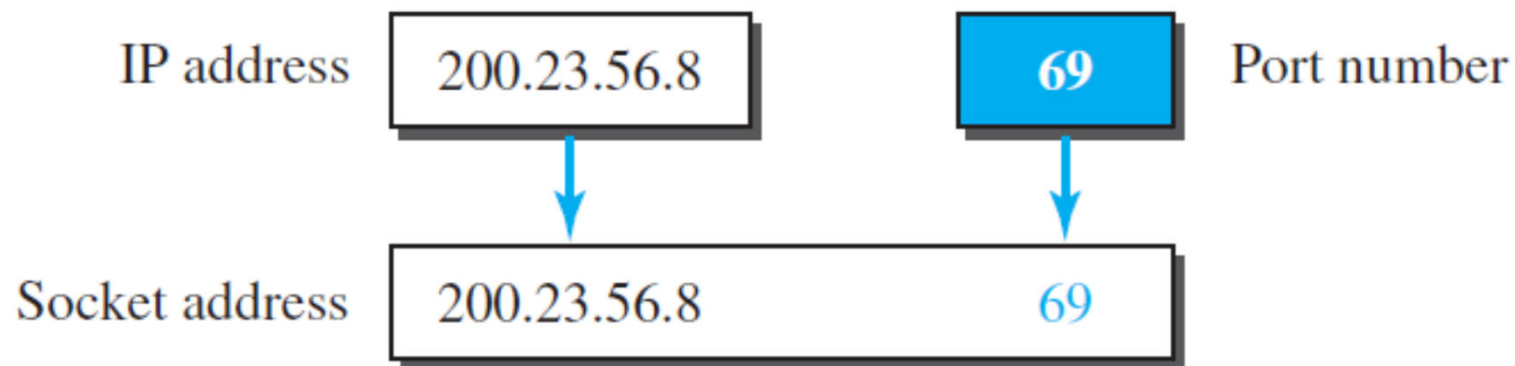 IP address 200.23.56.8 69 Port number
Socket address 200.23.56.8 69